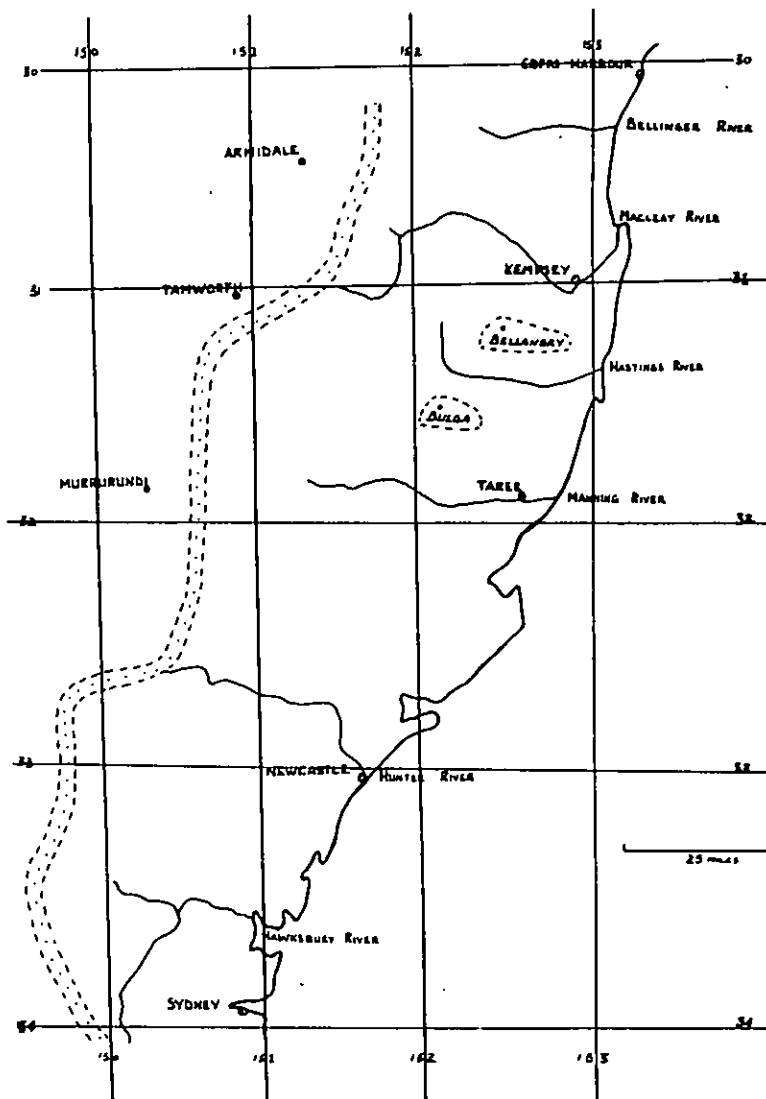 150 151 152 153
30 COFFS HARBOUR 30
BELLINGER RIVER
ARMIDALE
MACLEAY RIVER
KEMPSEY
31 TAMWORTH 31
BELLANGRY
HASTINGS RIVER
BULGA
MURRURUNDI TAREE MANNING RIVER
32 32
33 NEWCASTLE HUNTER RIVER 33
25 MILES
HAWKSBURY RIVER
SYDNEY
34 34
150 151 152 153